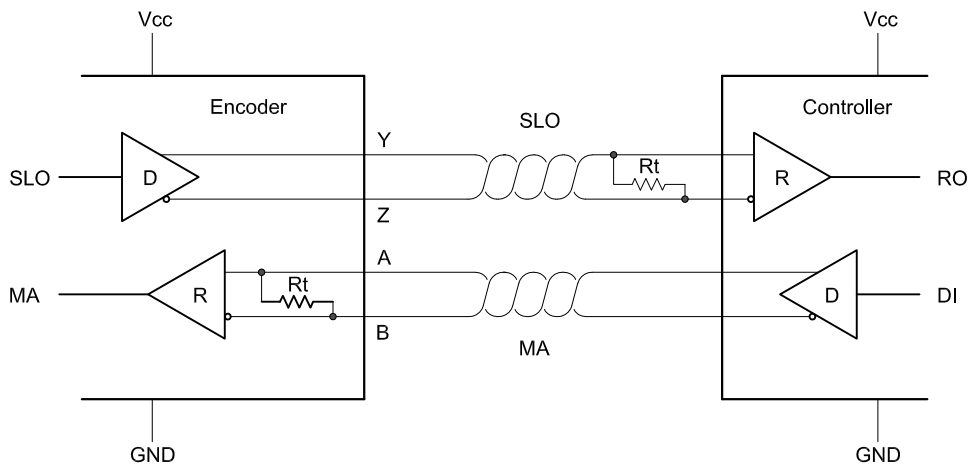 Vcc
Vcc
Encoder
Controller
SLO
Y
SLO
D
Rt
R
RO
Z
A
MA
R
Rt
D
DI
B
MA
GND
GND